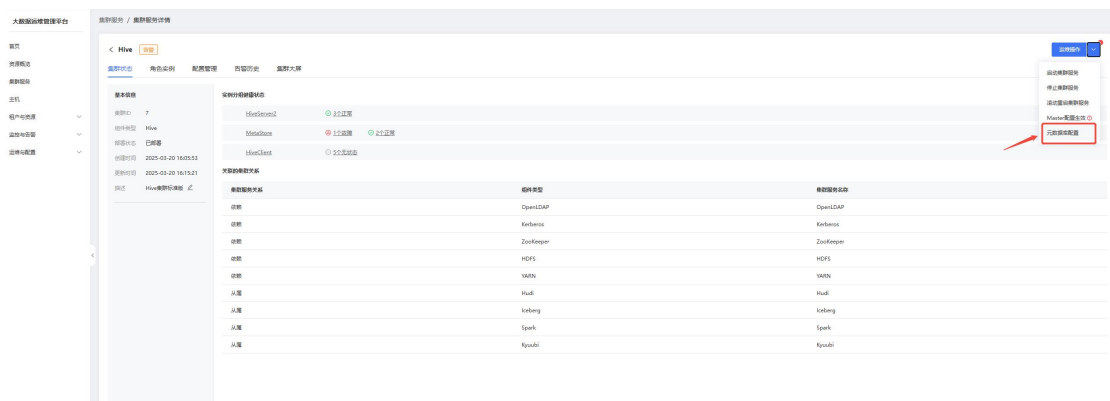 大数据运维管理平台
集群服务 / 集群服务详情
首页
资源概览
集群服务
主机
租户与资源
监控与告警
运维与配置
Hive 告警
运维操作
集群状态 角色实例 配置管理 告警历史 集群大屏
启动集群服务
停止集群服务
滚动重启集群服务
Master配置生效
元数据库配置
基本信息
集群ID 7
组件类型 Hive
部署状态 已部署
创建时间 2025-03-20 16:05:53
更新时间 2025-03-20 16:15:21
描述 Hive集群标准版
实例分组健康状态
HiveServer2 3个正常
MetaStore 1个故障 2个正常
HiveClient 5个无状态
关联的集群关系
集群服务关系 组件类型 集群服务名称
依赖 OpenLDAP OpenLDAP
依赖 Kerberos Kerberos
依赖 ZooKeeper ZooKeeper
依赖 HDFS HDFS
依赖 YARN YARN
从属 Hudi Hudi
从属 Iceberg Iceberg
从属 Spark Spark
从属 Kyuubi Kyuubi